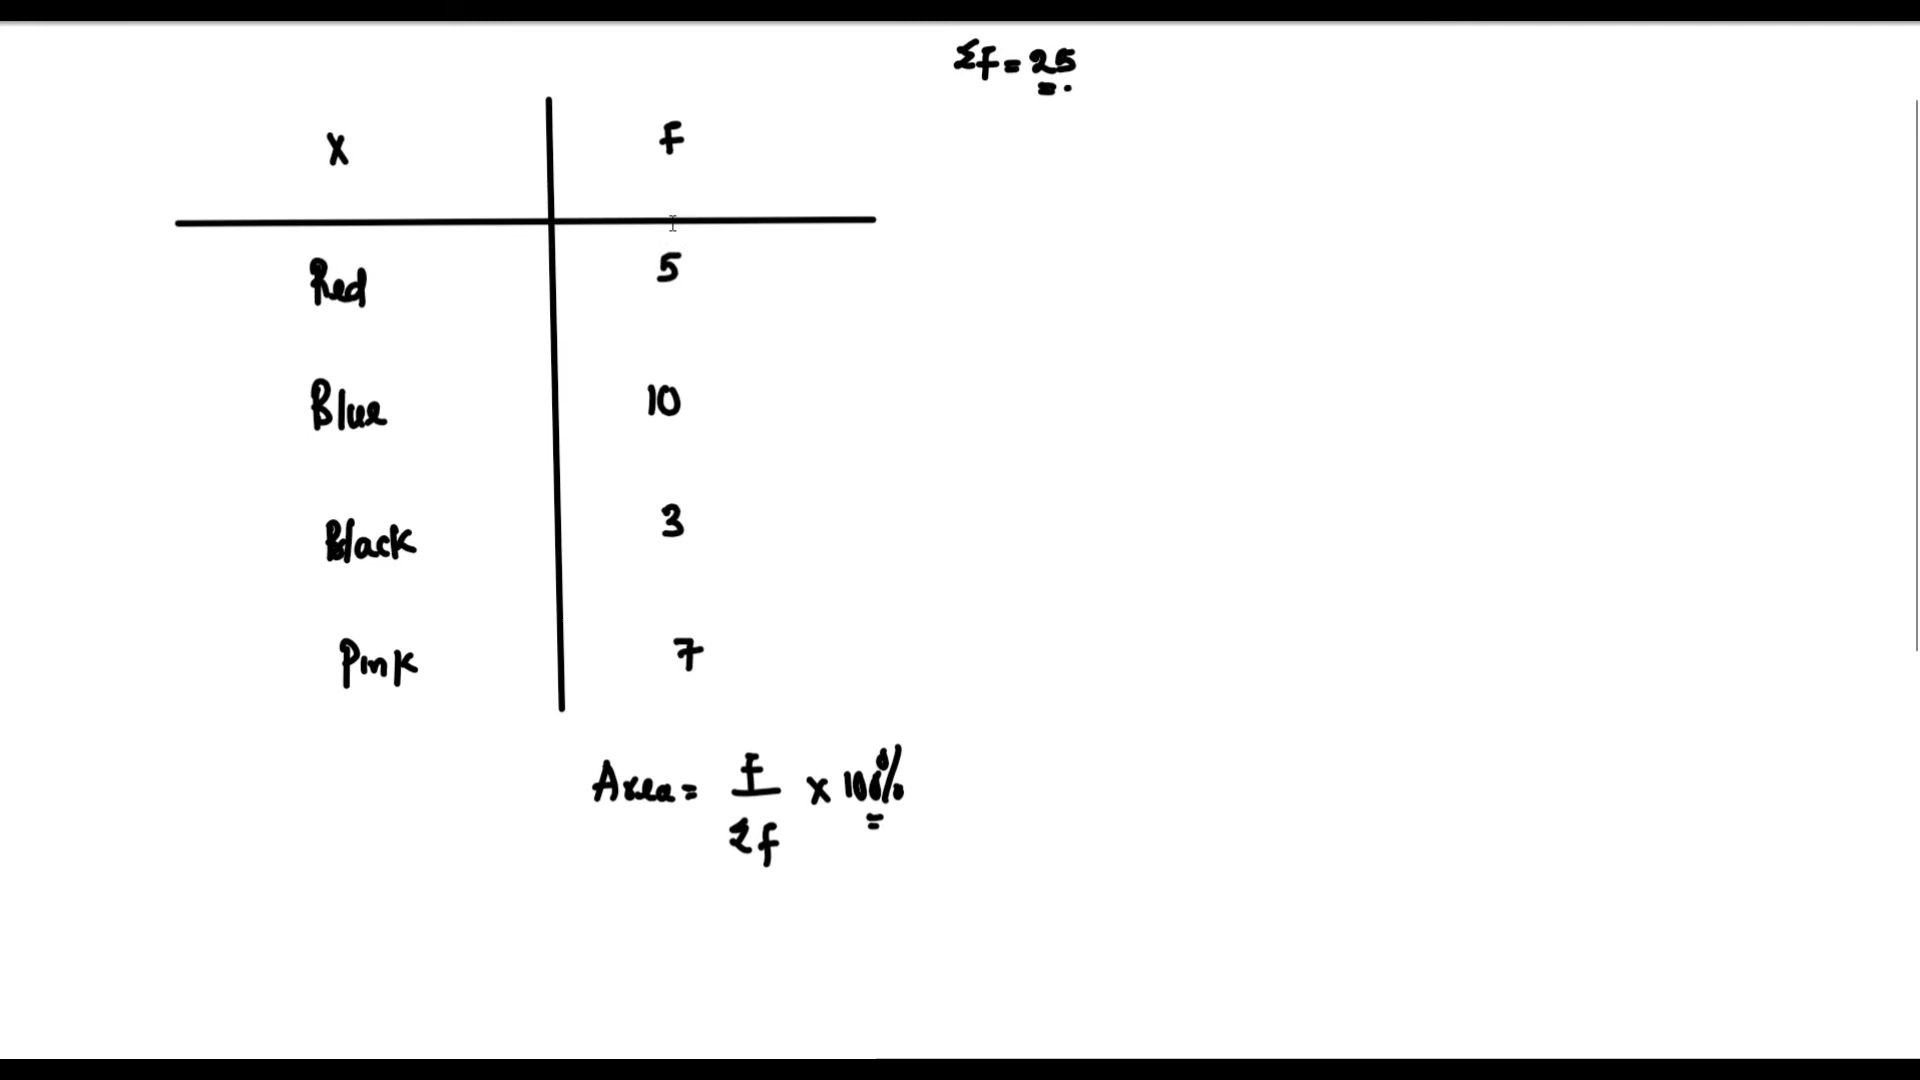 Σf = 25
X F
Red 5
Blue 10
Black 3
Pink 7
Area = F/Σf x 100%